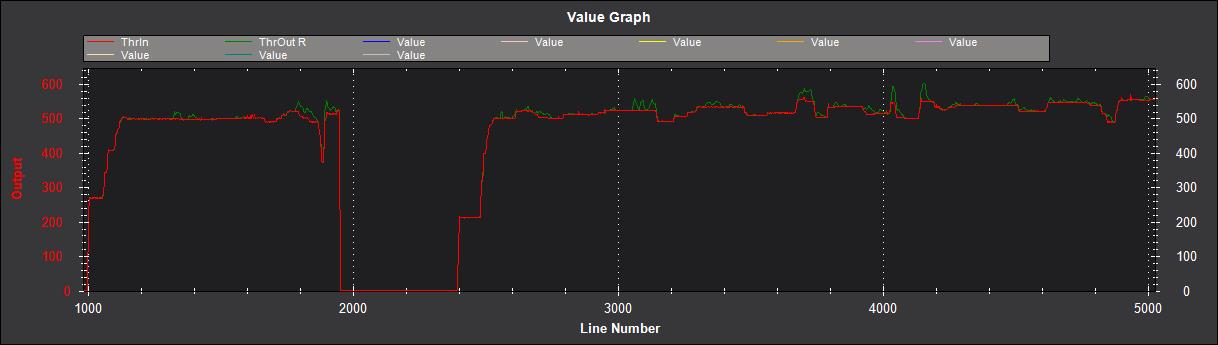 Value Graph
ThrIn ThrOut R Value Value Value Value Value
Value Value Value
600 600
500 500
400 400
300 300
200 200
100 100
0 0
Output
1000 2000 3000 4000 5000
Line Number